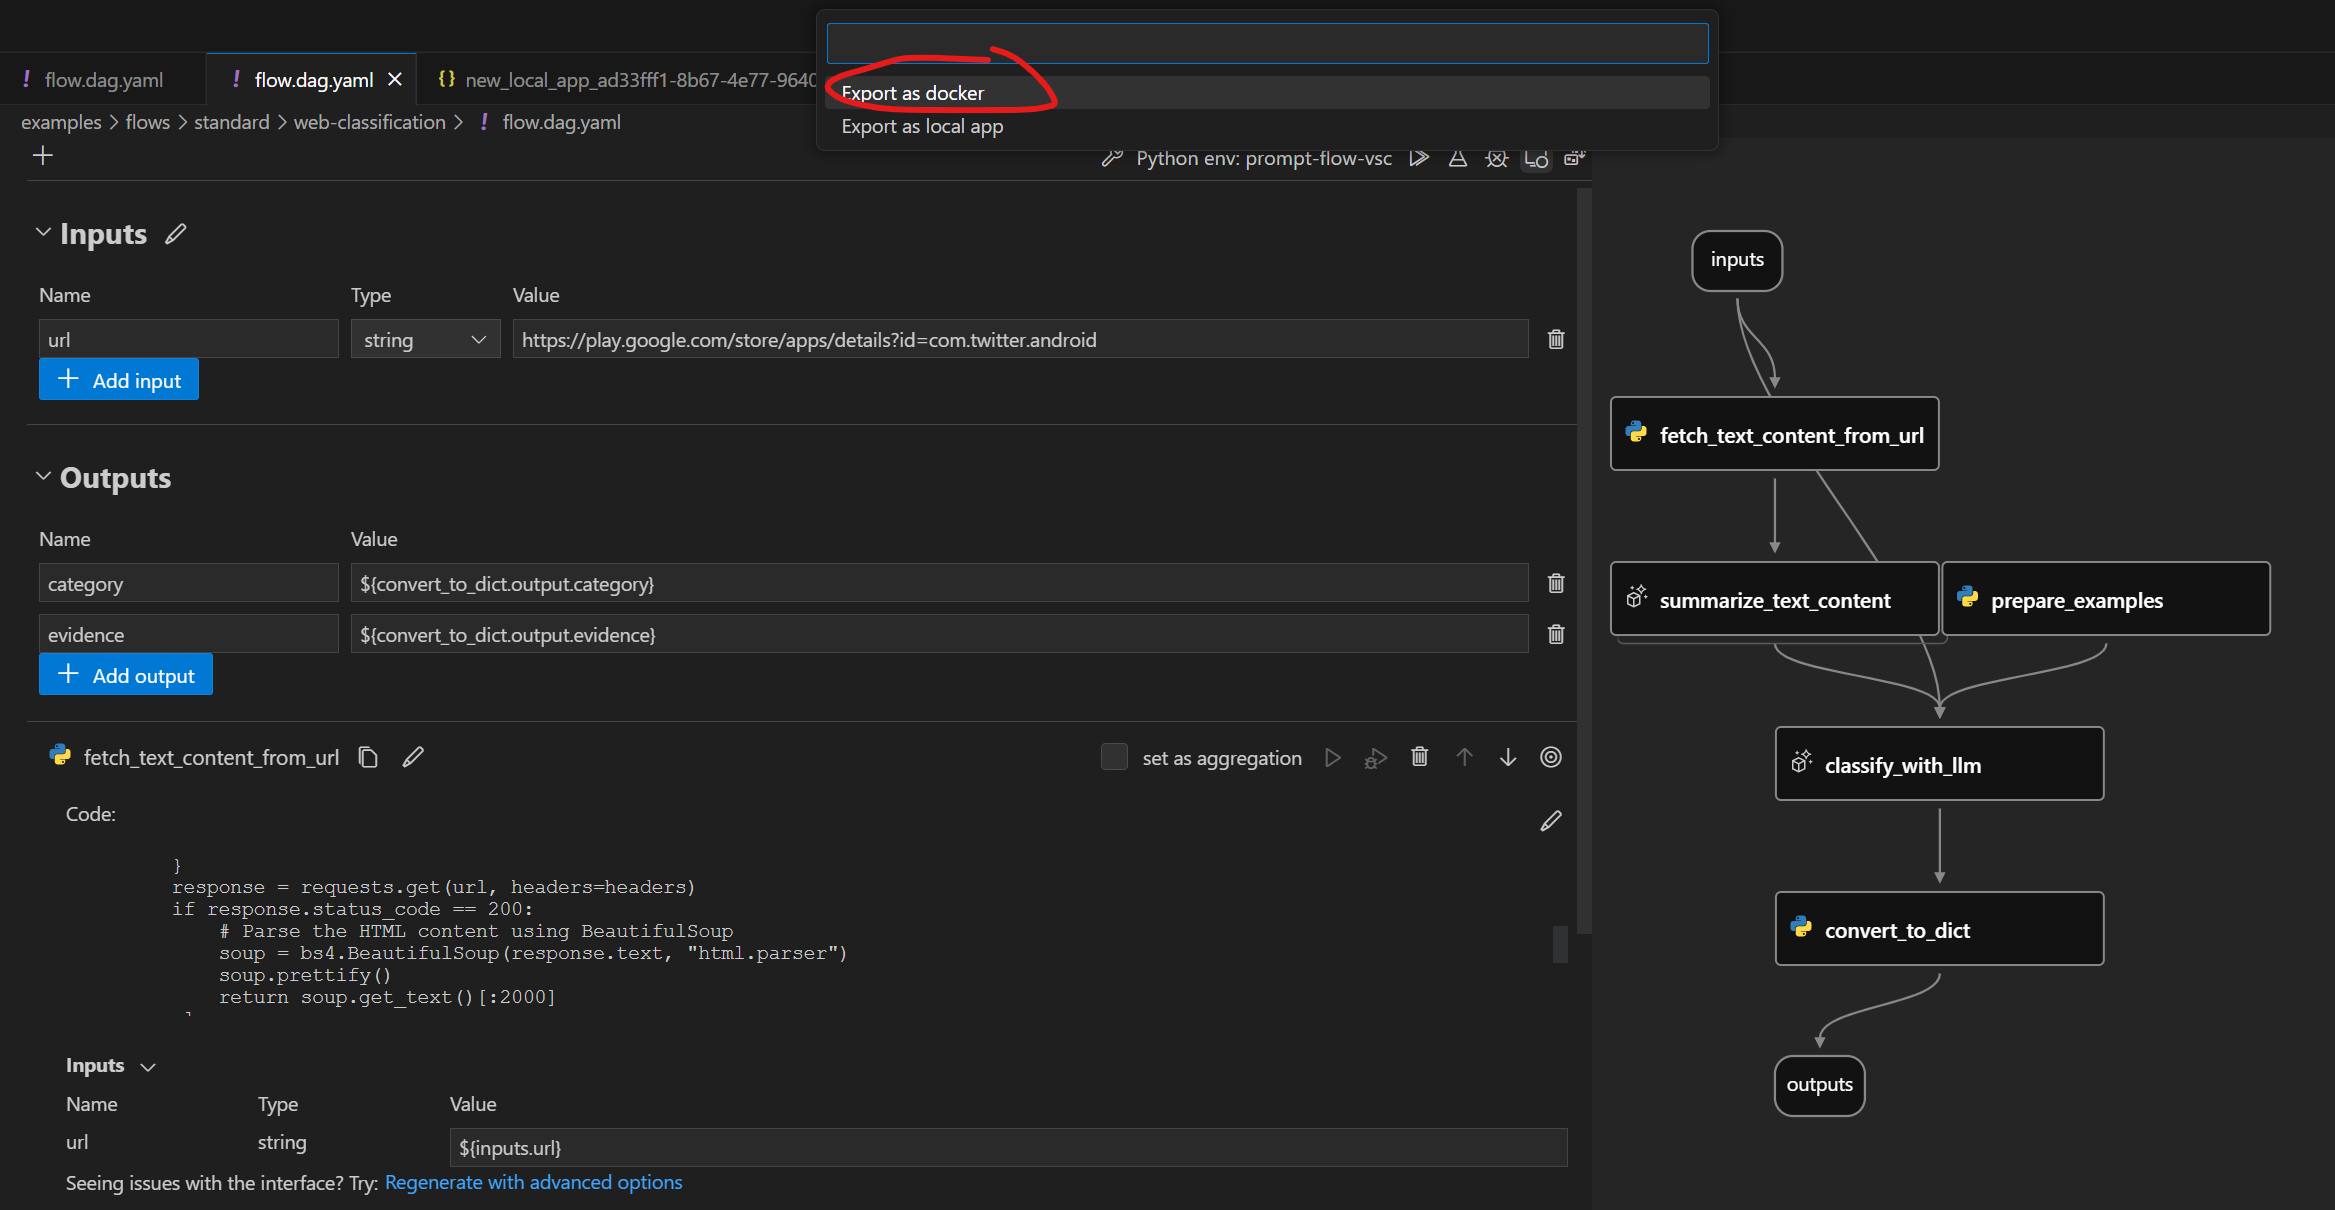 flow.dag.yaml
flow.dag.yaml
new_local_app_ad33fff1-8b67-4e77-9640
Export as docker
Export as local app
examples > flows > standard > web-classification > ! flow.dag.yaml
Python env: prompt-flow-vsc
Inputs
Name Type Value
url string https://play.google.com/store/apps/details?id=com.twitter.android
Add input
Outputs
Name Value
category ${convert_to_dict.output.category}
evidence ${convert_to_dict.output.evidence}
Add output
fetch_text_content_from_url
set as aggregation
Code:
}
response = requests.get(url, headers=headers)
if response.status_code == 200:
# Parse the HTML content using BeautifulSoup
soup = bs4.BeautifulSoup(response.text, "html.parser")
soup.prettify()
return soup.get_text()[:2000]
Inputs
Name Type Value
url string ${inputs.url}
Seeing issues with the interface? Try: Regenerate with advanced options
inputs
fetch_text_content_from_url
summarize_text_content
prepare_examples
classify_with_llm
convert_to_dict
outputs